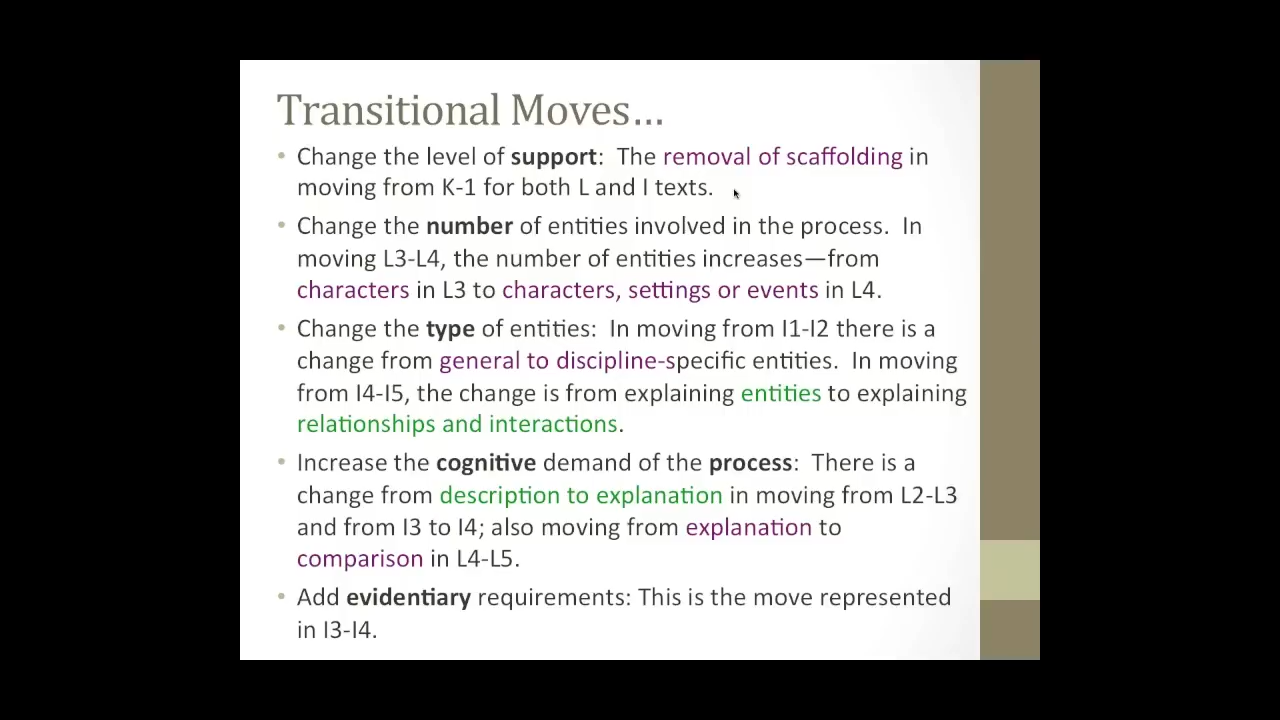 Transitional Moves…
• Change the level of support:  The removal of scaffolding in
moving from K-1 for both L and I texts.
• Change the number of entities involved in the process.  In
moving L3-L4, the number of entities increases—from
characters in L3 to characters, settings or events in L4.
• Change the type of entities:  In moving from I1-I2 there is a
change from general to discipline-specific entities.  In moving
from I4-I5, the change is from explaining entities to explaining
relationships and interactions.
• Increase the cognitive demand of the process:  There is a
change from description to explanation in moving from L2-L3
and from I3 to I4; also moving from explanation to
comparison in L4-L5.
• Add evidentiary requirements: This is the move represented
in I3-I4.